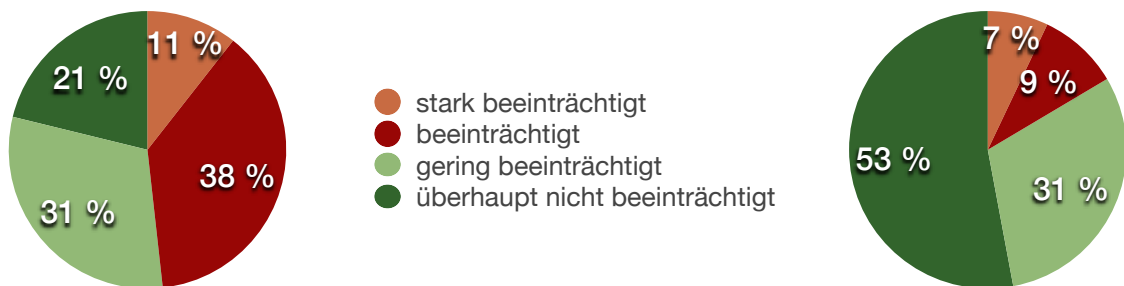 11 %
21 %
38 %
31 %
stark beeinträchtigt
beeinträchtigt
gering beeinträchtigt
überhaupt nicht beeinträchtigt
7 %
9 %
53 %
31 %